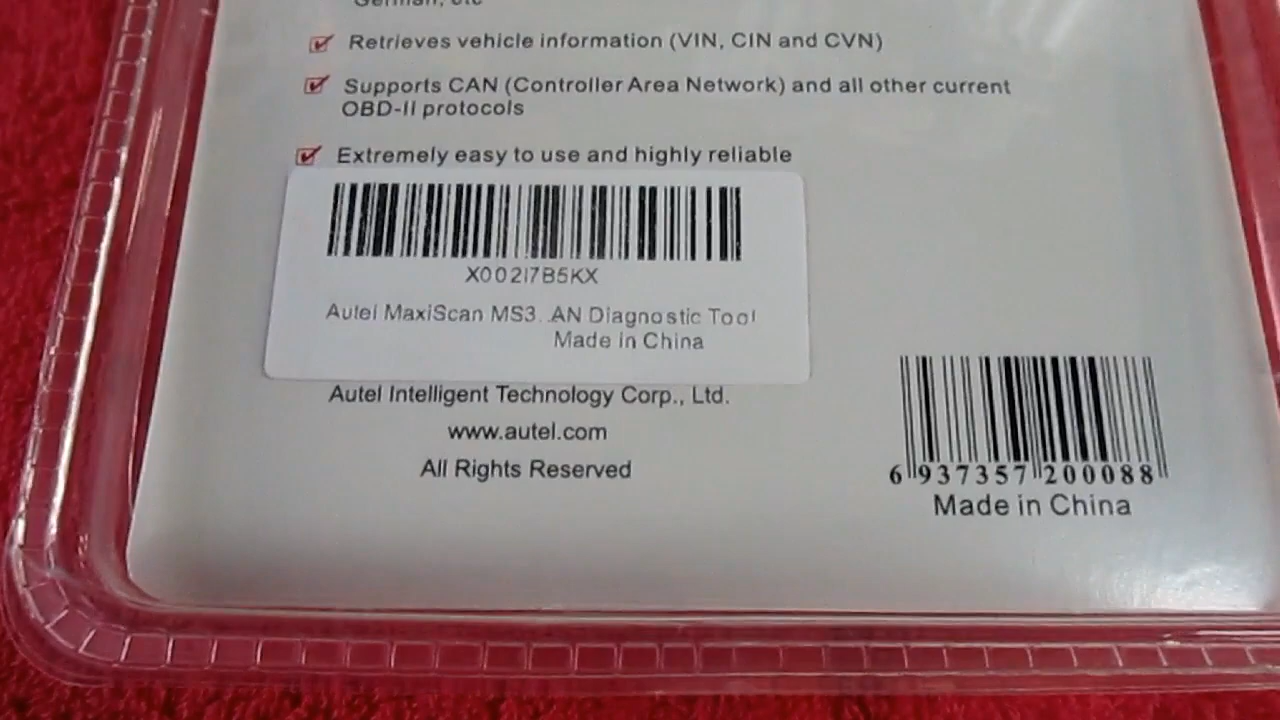 German, etc
Retrieves vehicle information (VIN, CIN and CVN)
Supports CAN (Controller Area Network) and all other current
OBD-II protocols
Extremely easy to use and highly reliable
X002I7B5KX
Autel MaxiScan MS3. .AN Diagnostic Tool
Made in China
Autel Intelligent Technology Corp., Ltd.
www.autel.com
All Rights Reserved
6 937357 200088
Made in China